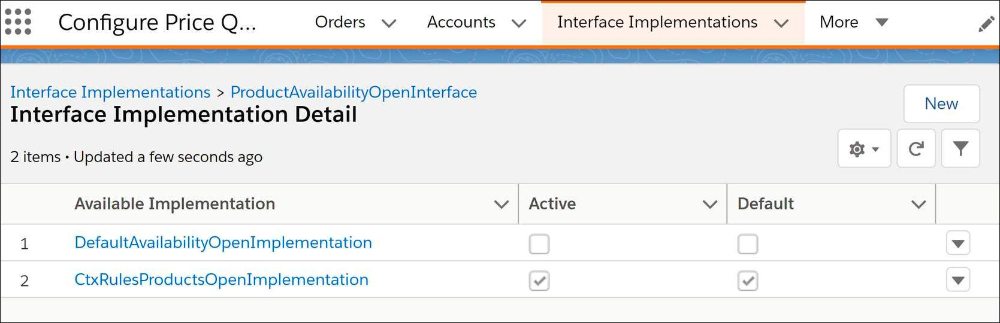 Configure Price Q... Orders Accounts Interface Implementations More
Interface Implementations > ProductAvailabilityOpenInterface
Interface Implementation Detail
New
2 items • Updated a few seconds ago
Available Implementation Active Default
1 DefaultAvailabilityOpenImplementation
2 CtxRulesProductsOpenImplementation